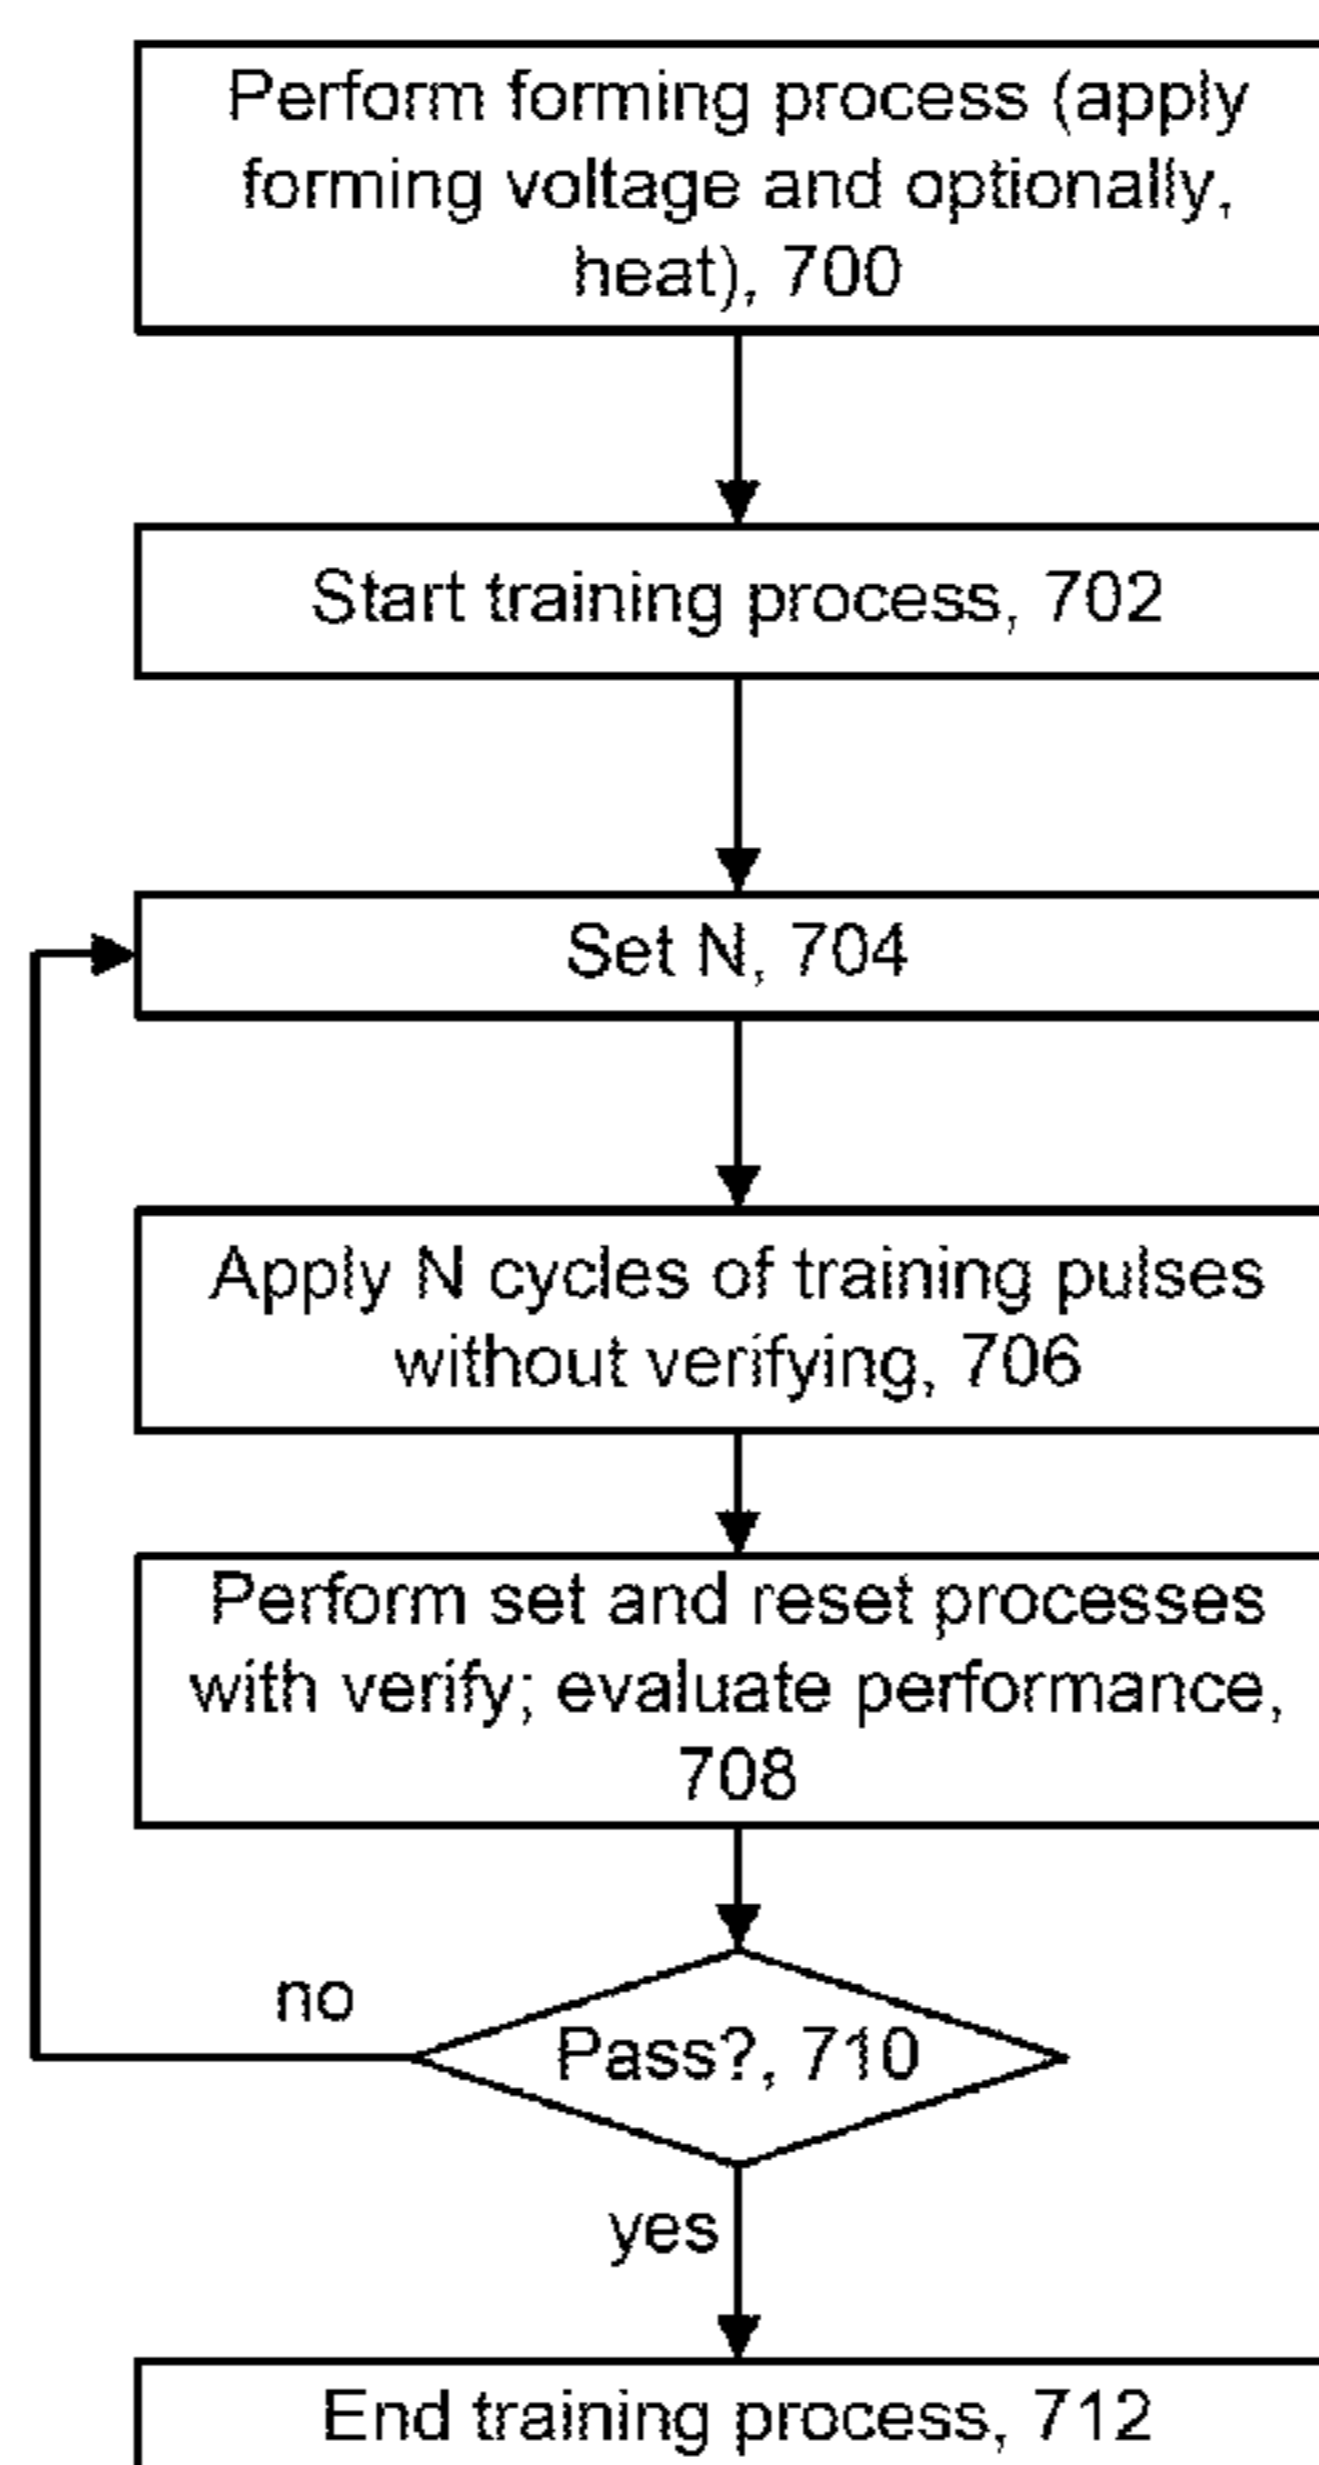 Perform forming process (apply
forming voltage and optionally,
heat), 700
Start training process, 702
Set N, 704
Apply N cycles of training pulses
without verifying, 706
Perform set and reset processes
with verify; evaluate performance,
708
no
Pass?, 710
yes
End training process, 712